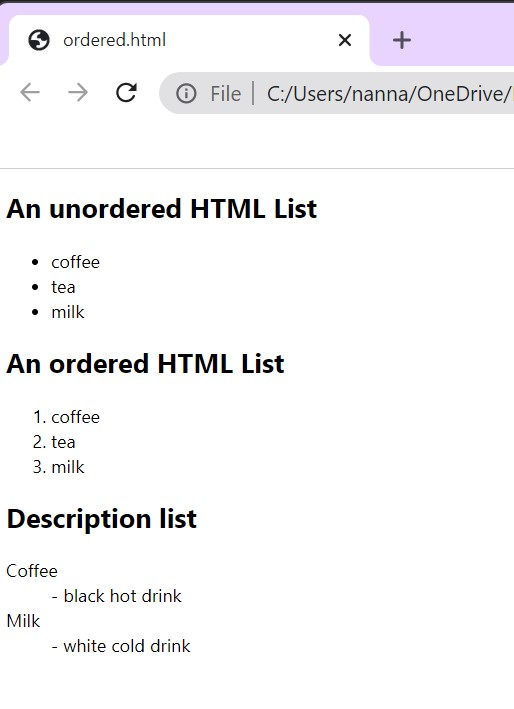 ordered.html
File | C:/Users/nanna/OneDrive/
An unordered HTML List
• coffee
• tea
• milk
An ordered HTML List
1. coffee
2. tea
3. milk
Description list
Coffee
- black hot drink
Milk
- white cold drink